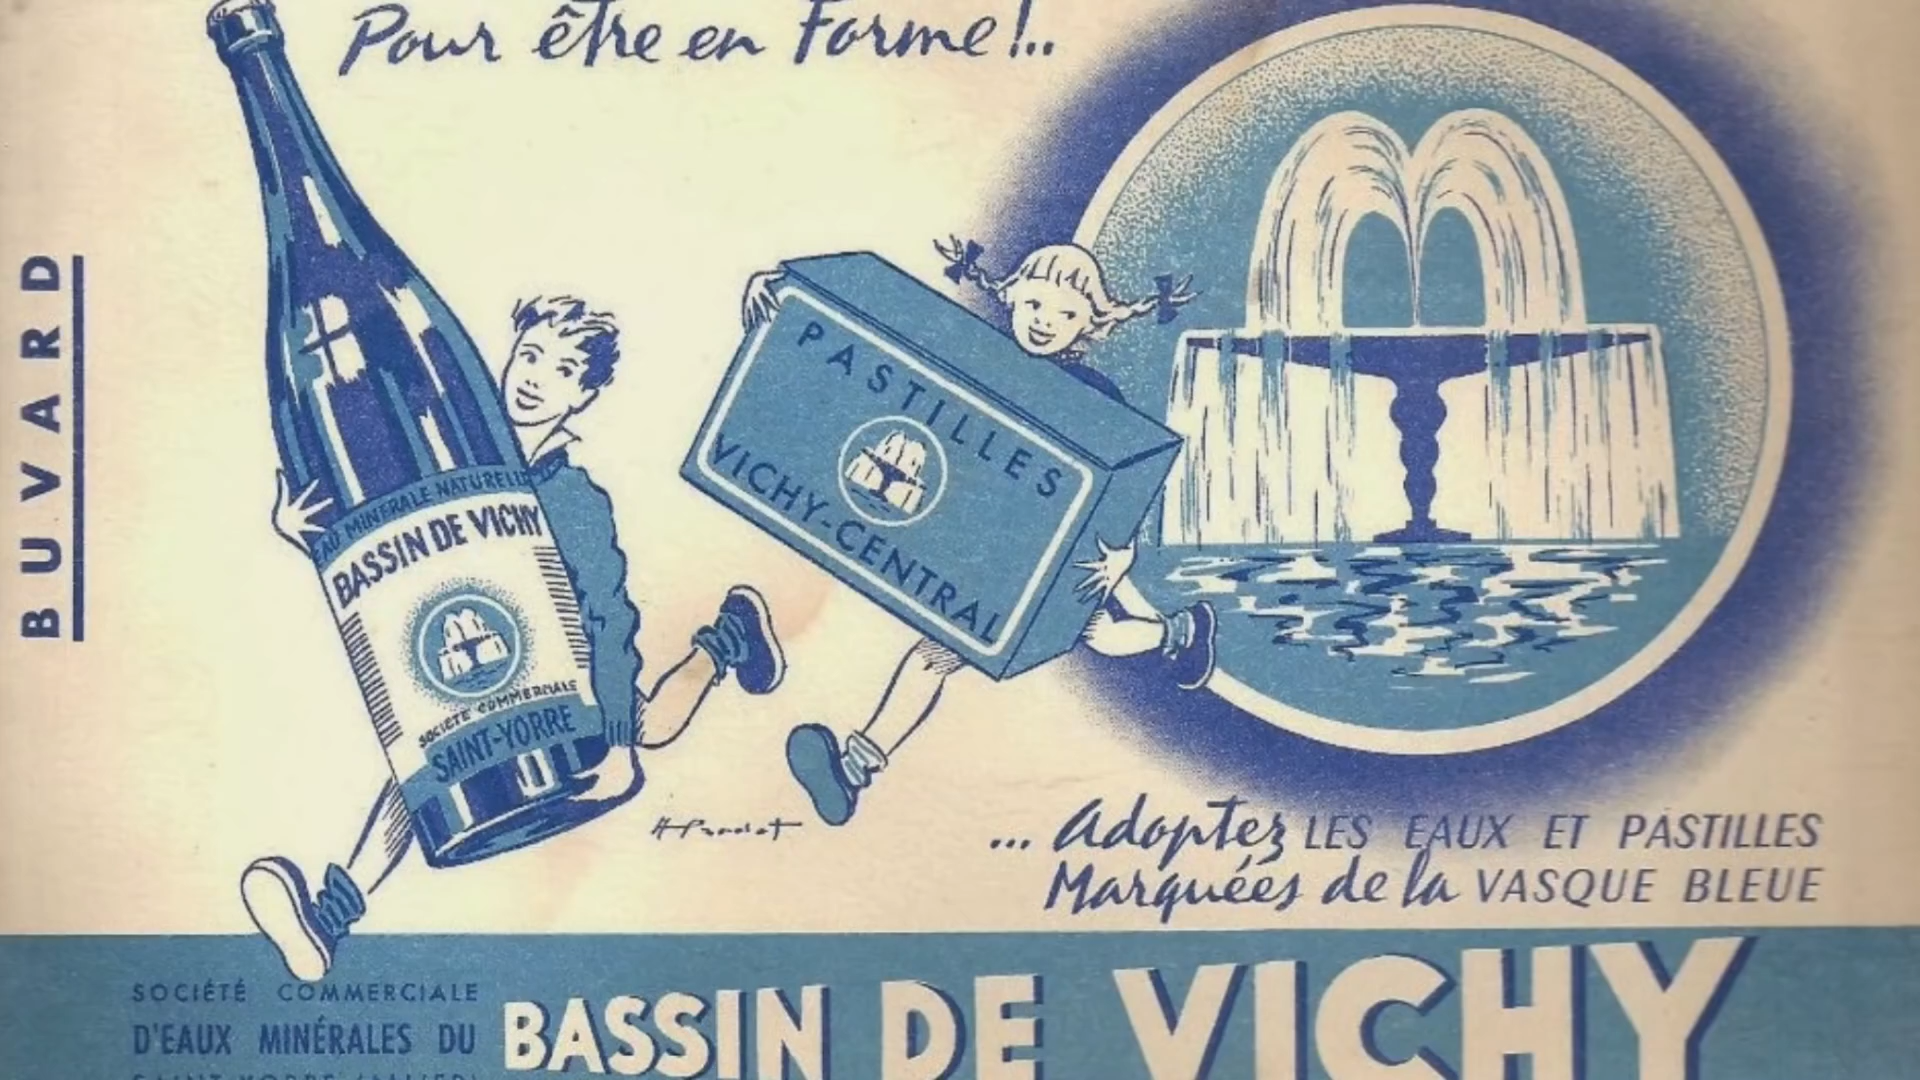 Pour être en Forme !..
BUVARD
EAU MINERALE NATURELLE
BASSIN DE VICHY
SOCIÉTÉ COMMERCIALE
SAINT-YORRE
PASTILLES
VICHY-CENTRAL
... Adoptez LES EAUX ET PASTILLES
Marquées de la VASQUE BLEUE
SOCIÉTÉ COMMERCIALE
D'EAUX MINÉRALES DU
BASSIN DE VICHY